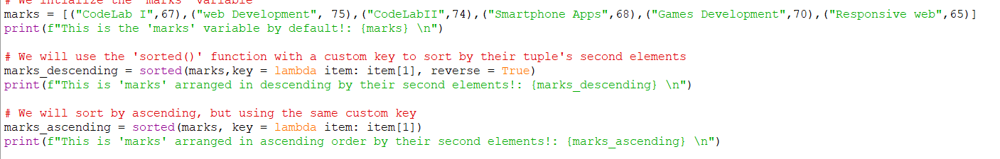 # We intialize the 'marks' variable
marks = [("CodeLab I",67),("web Development", 75),("CodeLabII",74),("Smartphone Apps",68),("Games Development",70),("Responsive web",65)]
print(f"This is the 'marks' variable by default!: {marks} \n")
# We will use the 'sorted()' function with a custom key to sort by their tuple's second elements
marks_descending = sorted(marks,key = lambda item: item[1], reverse = True)
print(f"This is 'marks' arranged in descending by their second elements!: {marks_descending} \n")
# We will sort by ascending, but using the same custom key
marks_ascending = sorted(marks, key = lambda item: item[1])
print(f"This is 'marks' arranged in ascending order by their second elements!: {marks_ascending} \n")